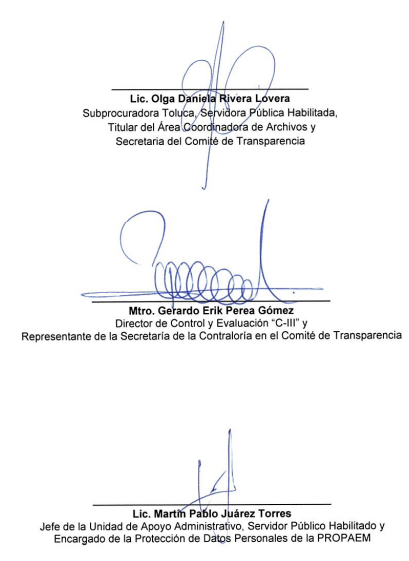 Lic. Olga Daniela Rivera Lovera
Subprocuradora Toluca, Servidora Pública Habilitada,
Titular del Área Coordinadora de Archivos y
Secretaria del Comité de Transparencia
Mtro. Gerardo Erik Perea Gómez
Director de Control y Evaluación “C-III” y
Representante de la Secretaría de la Contraloría en el Comité de Transparencia
Lic. Martín Pablo Juárez Torres
Jefe de la Unidad de Apoyo Administrativo, Servidor Público Habilitado y
Encargado de la Protección de Datos Personales de la PROPAEM